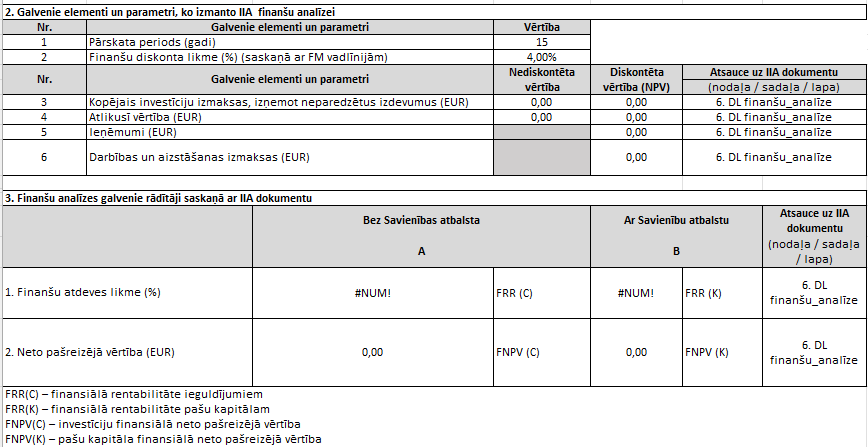 2. Galvenie elementi un parametri, ko izmanto IIA  finanšu analīzei
Nr. Galvenie elementi un parametri Vērtība
1 Pārskata periods (gadi) 15
2 Finanšu diskonta likme (%) (saskaņā ar FM vadlīnijām) 4,00%
Nr. Galvenie elementi un parametri Nediskontēta vērtība Diskontēta vērtība (NPV) Atsauce uz IIA dokumentu (nodaļa / sadaļa / lapa)
3 Kopējais investīciju izmaksas, izņemot neparedzētus izdevumus (EUR) 0,00 0,00 6. DL finanšu_analīze
4 Atlikusī vērtība (EUR) 0,00 0,00 6. DL finanšu_analīze
5 Ieņēmumi (EUR) 0,00 6. DL finanšu_analīze
6 Darbības un aizstāšanas izmaksas (EUR) 0,00 6. DL finanšu_analīze
3. Finanšu analīzes galvenie rādītāji saskaņā ar IIA dokumentu
Bez Savienības atbalsta
A
Ar Savienību atbalstu
B
Atsauce uz IIA
dokumentu
(nodaļa / sadaļa
/ lapa)
1. Finanšu atdeves likme (%) #NUM! FRR (C) #NUM! FRR (K) 6. DL
finanšu_analīze
2. Neto pašreizējā vērtība (EUR) 0,00 FNPV (C) 0,00 FNPV (K) 6. DL
finanšu_analīze
FRR(C) – finansiālā rentabilitāte ieguldījumiem
FRR(K) – finansiālā rentabilitāte pašu kapitālam
FNPV(C) – investīciju finansiālā neto pašreizējā vērtība
FNPV(K) – pašu kapitāla finansiālā neto pašreizējā vērtība